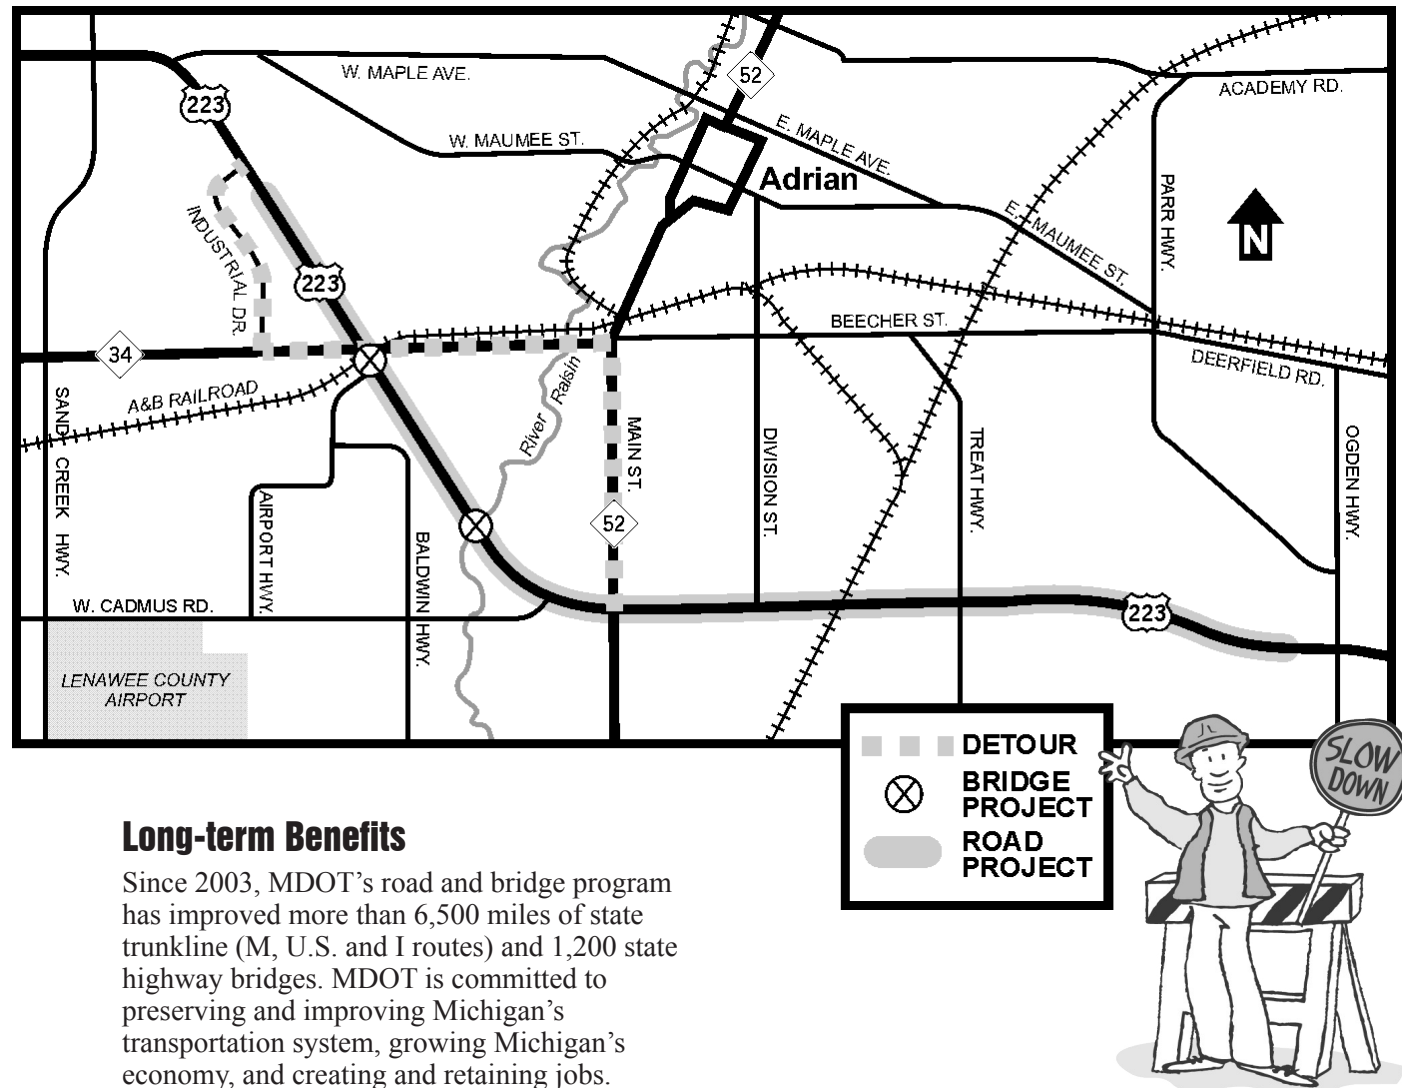 52
W. MAPLE AVE.
ACADEMY RD.
223
E. MAPLE AVE.
W. MAUMEE ST.
Adrian
PARR HWY.
E. MAUMEE ST.
N
INDUSTRIAL DR.
223
BEECHER ST.
34
DEERFIELD RD.
A&B RAILROAD
SAND CREEK HWY.
River Raisin
MAIN ST.
DIVISION ST.
TREAT HWY.
OGDEN HWY.
AIRPORT HWY.
52
BALDWIN HWY.
W. CADMUS RD.
223
LENAWEE COUNTY
AIRPORT
DETOUR
BRIDGE
PROJECT
ROAD
PROJECT
SLOW
DOWN
Long-term Benefits
Since 2003, MDOT’s road and bridge program
has improved more than 6,500 miles of state
trunkline (M, U.S. and I routes) and 1,200 state
highway bridges. MDOT is committed to
preserving and improving Michigan’s
transportation system, growing Michigan’s
economy, and creating and retaining jobs.